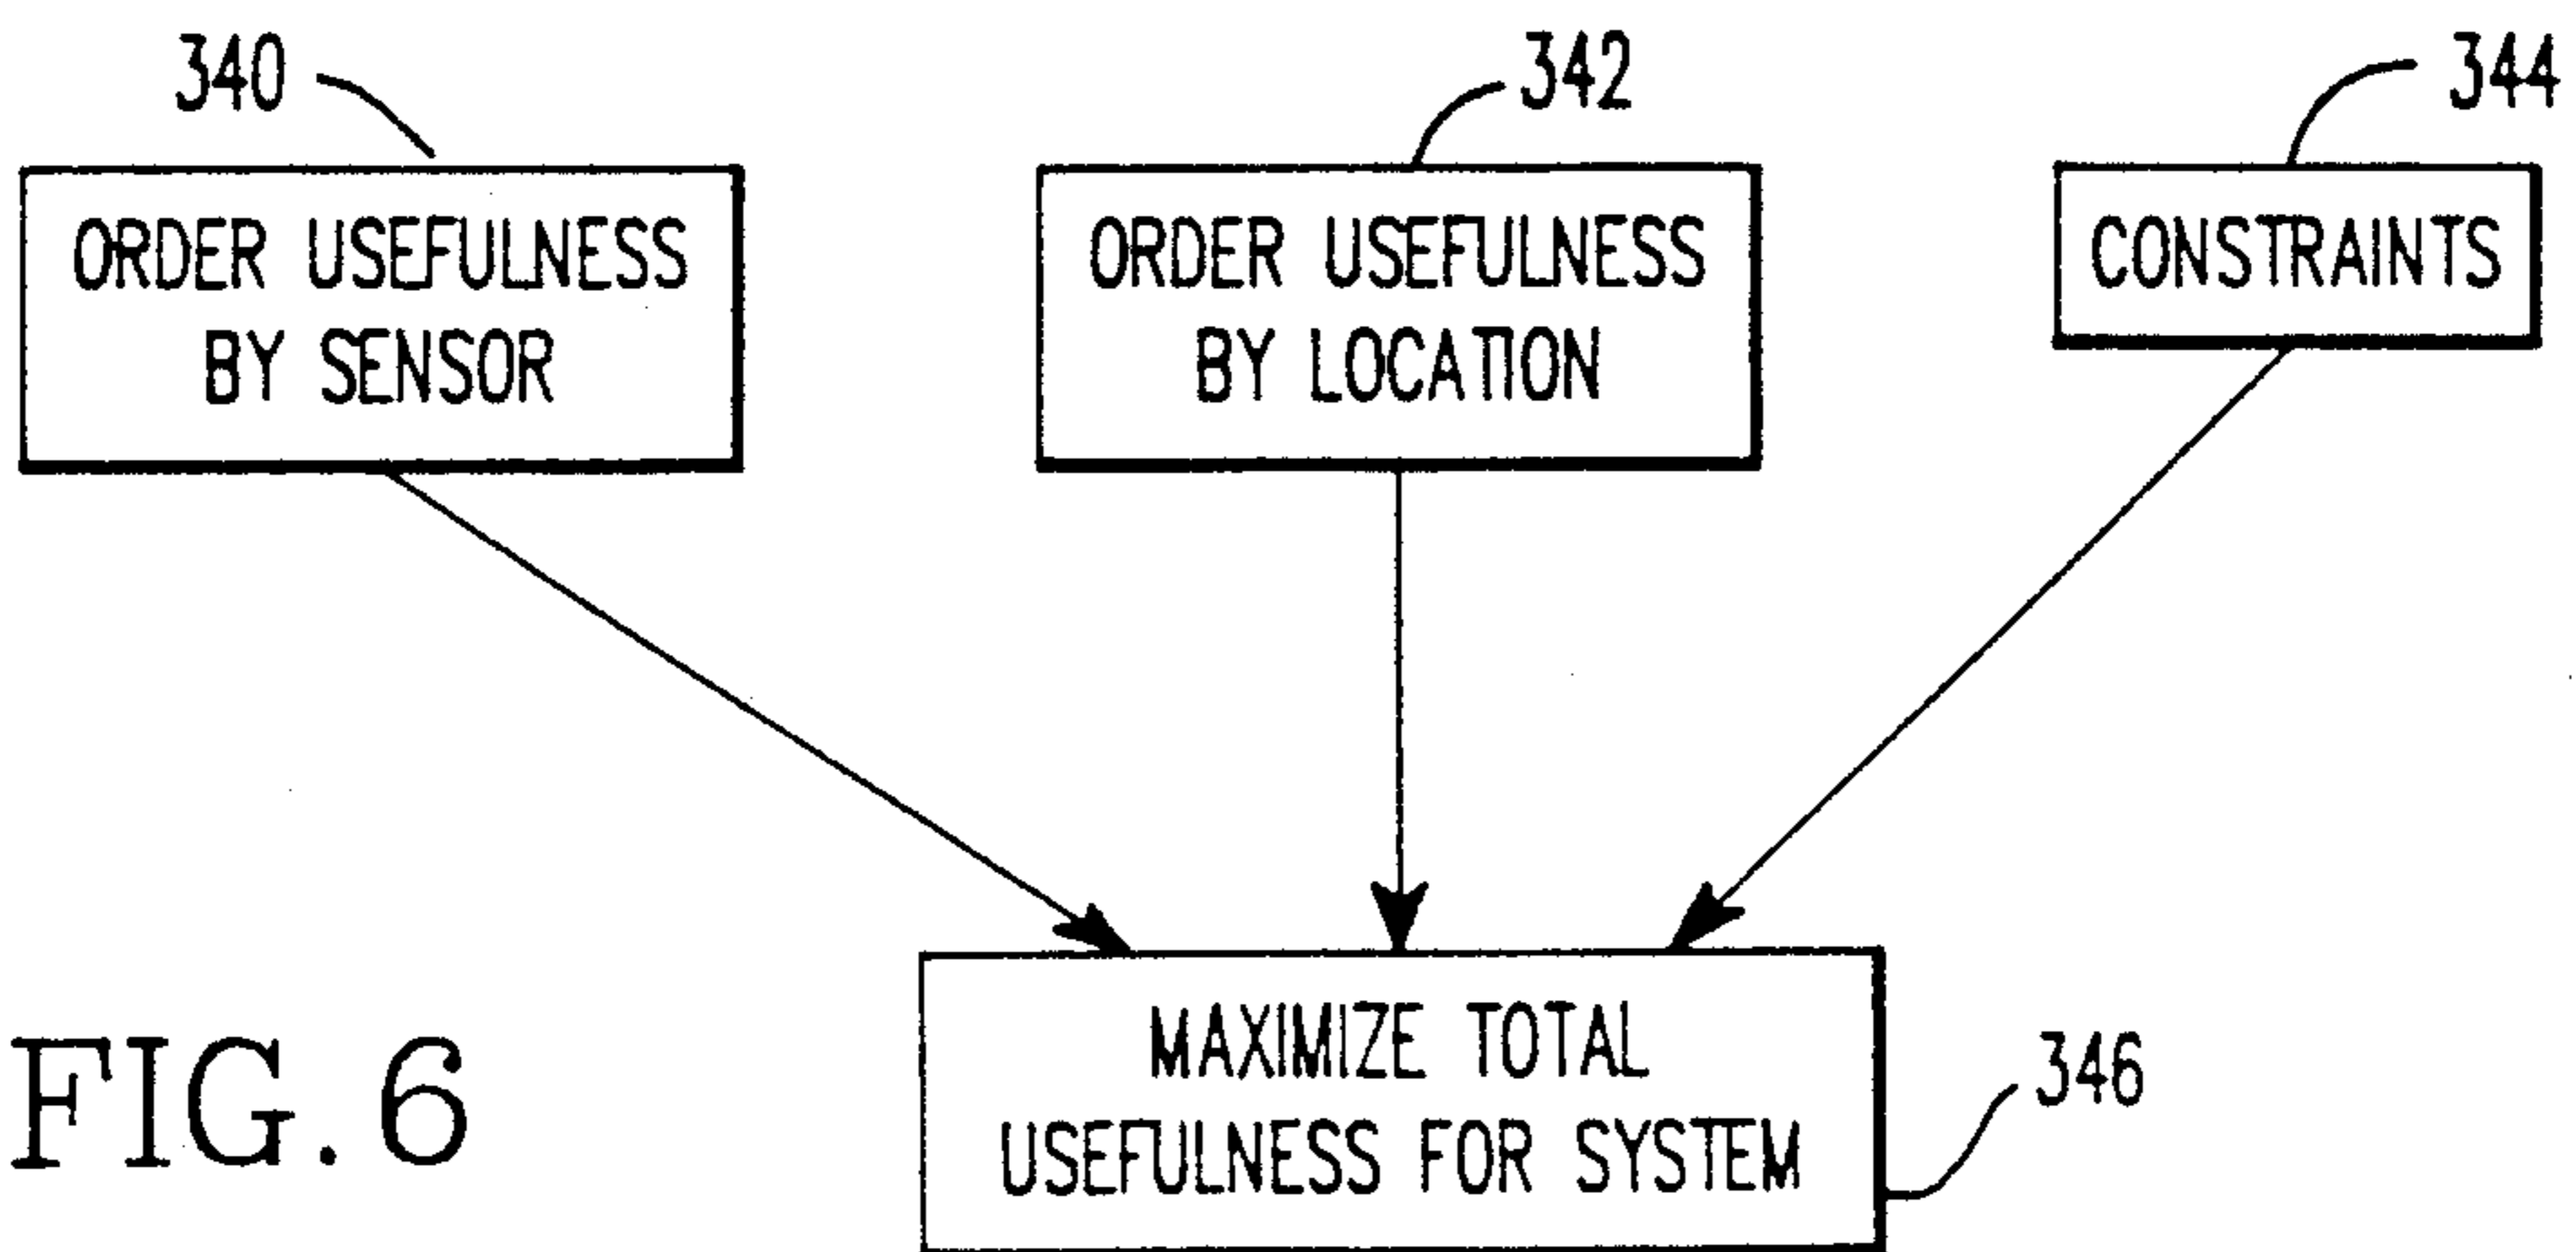 340
342
344
ORDER USEFULNESS
BY SENSOR
ORDER USEFULNESS
BY LOCATION
CONSTRAINTS
MAXIMIZE TOTAL
USEFULNESS FOR SYSTEM
346
FIG. 6